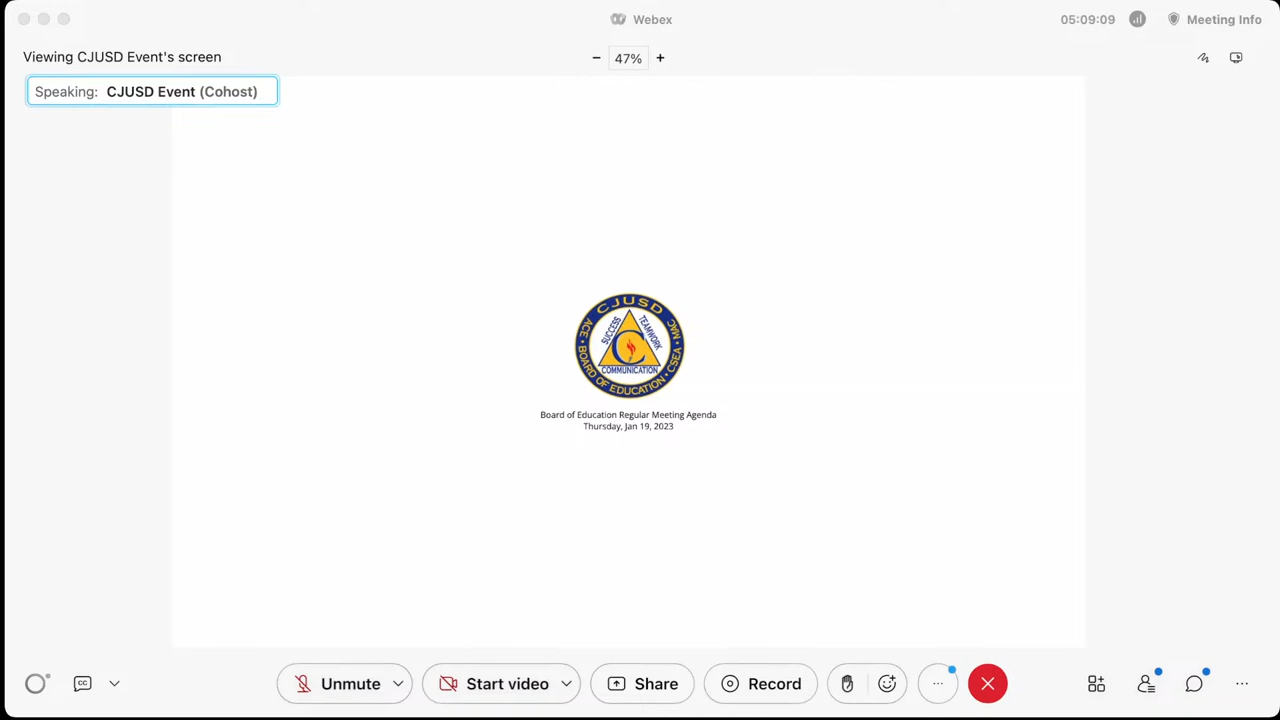 Webex
05:09:09
Meeting Info
Viewing CJUSD Event's screen
− 47% +
Speaking: CJUSD Event (Cohost)
CJUSD
ACE • BOARD OF EDUCATION • CSEA • MAC
SUCCESS
TEAMWORK
C
COMMUNICATION
Board of Education Regular Meeting Agenda
Thursday, Jan 19, 2023
CC
Unmute
Start video
Share
Record